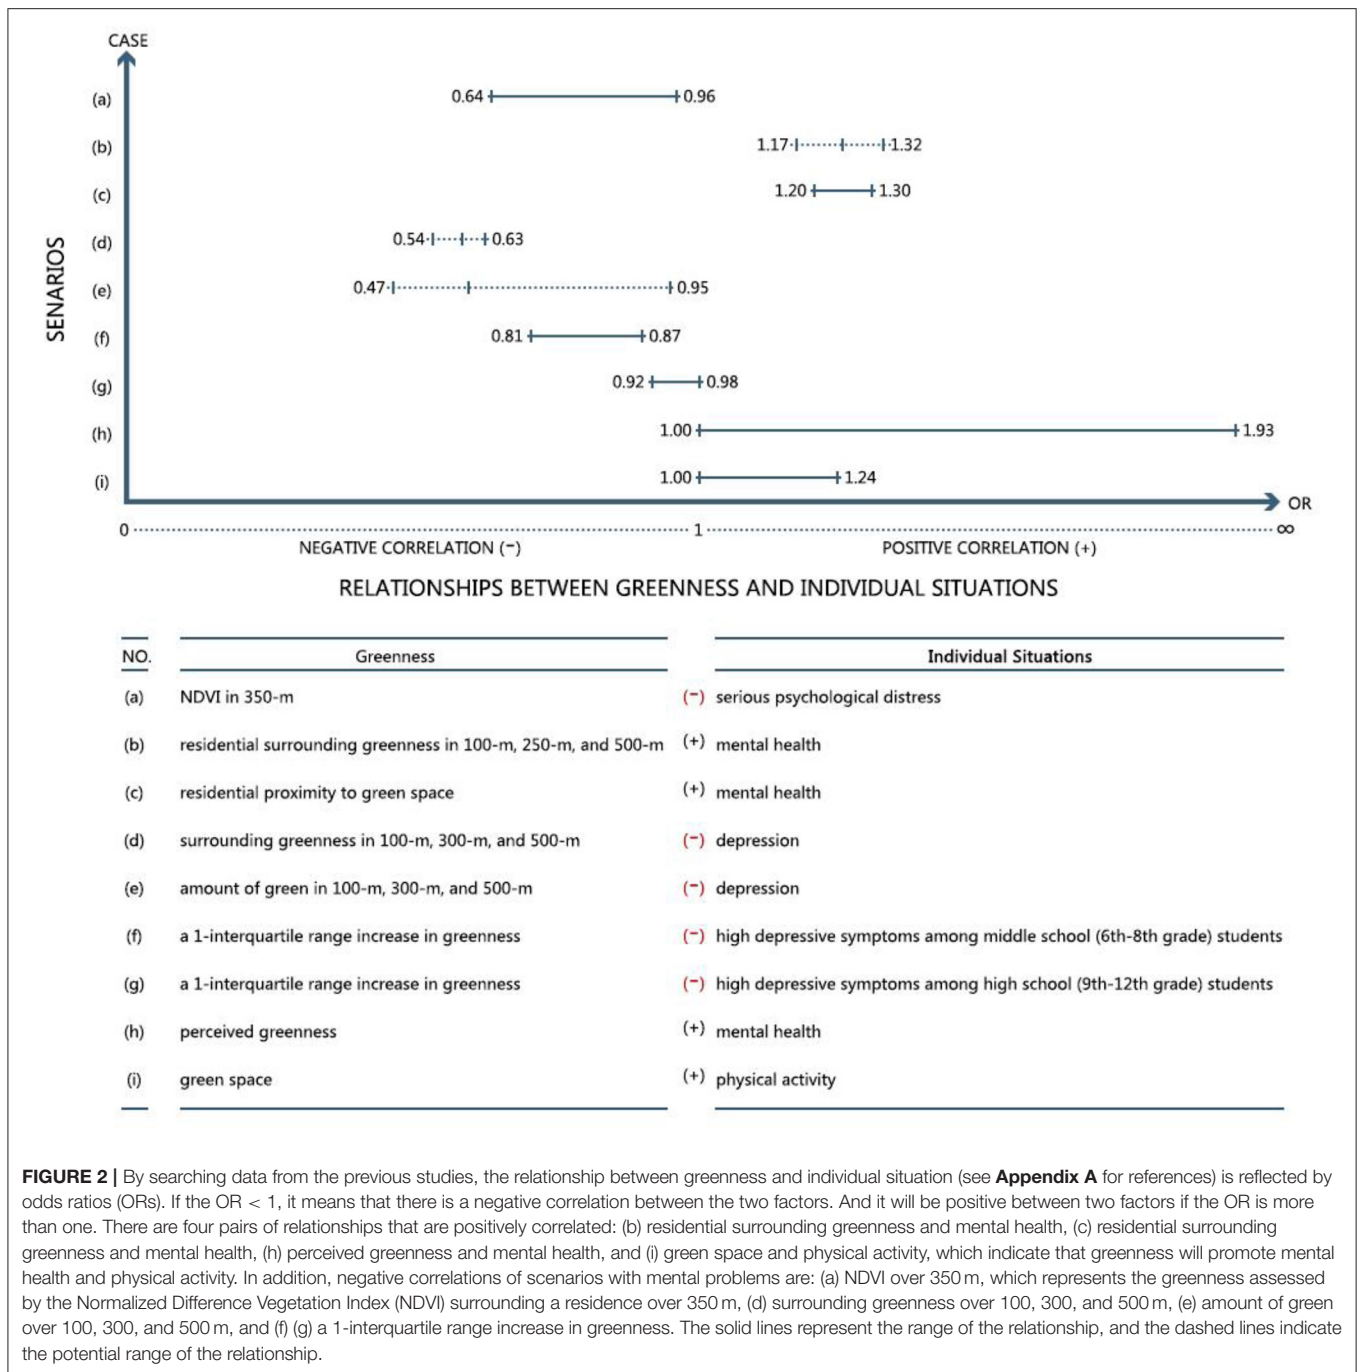 CASE
(a) 0.64 0.96
(b) 1.17 1.32
(c) 1.20 1.30
(d) 0.54 0.63
(e) 0.47 0.95
(f) 0.81 0.87
(g) 0.92 0.98
(h) 1.00 1.93
(i) 1.00 1.24
SENARIOS
OR
0 1 ∞
NEGATIVE CORRELATION (-) POSITIVE CORRELATION (+)
RELATIONSHIPS BETWEEN GREENNESS AND INDIVIDUAL SITUATIONS
NO. Greenness Individual Situations
(a) NDVI in 350-m (-) serious psychological distress
(b) residential surrounding greenness in 100-m, 250-m, and 500-m (+) mental health
(c) residential proximity to green space (+) mental health
(d) surrounding greenness in 100-m, 300-m, and 500-m (-) depression
(e) amount of green in 100-m, 300-m, and 500-m (-) depression
(f) a 1-interquartile range increase in greenness (-) high depressive symptoms among middle school (6th-8th grade) students
(g) a 1-interquartile range increase in greenness (-) high depressive symptoms among high school (9th-12th grade) students
(h) perceived greenness (+) mental health
(i) green space (+) physical activity
FIGURE 2 | By searching data from the previous studies, the relationship between greenness and individual situation (see Appendix A for references) is reflected by
odds ratios (ORs). If the OR < 1, it means that there is a negative correlation between the two factors. And it will be positive between two factors if the OR is more
than one. There are four pairs of relationships that are positively correlated: (b) residential surrounding greenness and mental health, (c) residential surrounding
greenness and mental health, (h) perceived greenness and mental health, and (i) green space and physical activity, which indicate that greenness will promote mental
health and physical activity. In addition, negative correlations of scenarios with mental problems are: (a) NDVI over 350 m, which represents the greenness assessed
by the Normalized Difference Vegetation Index (NDVI) surrounding a residence over 350 m, (d) surrounding greenness over 100, 300, and 500 m, (e) amount of green
over 100, 300, and 500 m, and (f) (g) a 1-interquartile range increase in greenness. The solid lines represent the range of the relationship, and the dashed lines indicate
the potential range of the relationship.